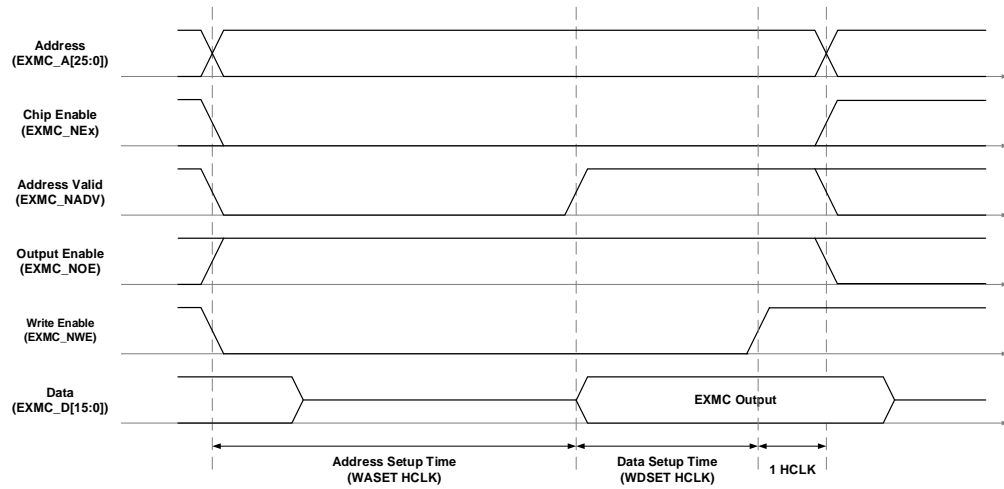 Address
(EXMC_A[25:0])
Chip Enable
(EXMC_NEx)
Address Valid
(EXMC_NADV)
Output Enable
(EXMC_NOE)
Write Enable
(EXMC_NWE)
Data
(EXMC_D[15:0])
EXMC Output
Address Setup Time
(WASET HCLK)
Data Setup Time
(WDSET HCLK)
1 HCLK